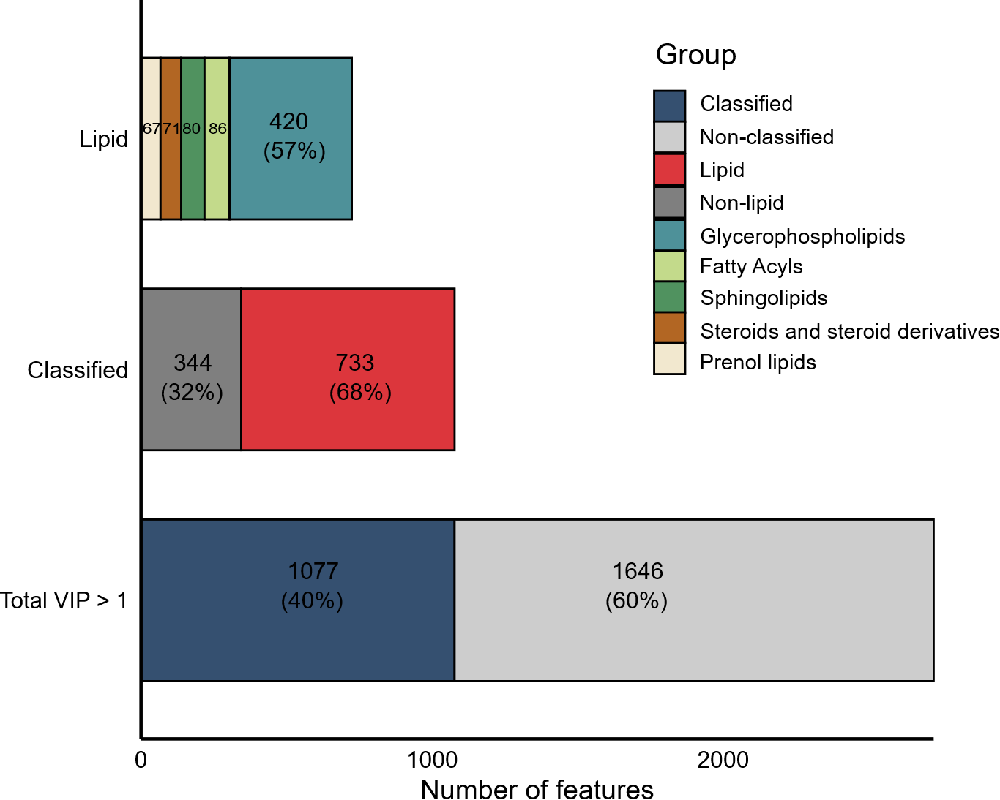 Group
Classified
Non-classified
Lipid
Non-lipid
Glycerophospholipids
Fatty Acyls
Sphingolipids
Steroids and steroid derivatives
Prenol lipids
Lipid
67 71 80 86
420
(57%)
Classified
344
(32%)
733
(68%)
Total VIP > 1
1077
(40%)
1646
(60%)
0 1000 2000
Number of features